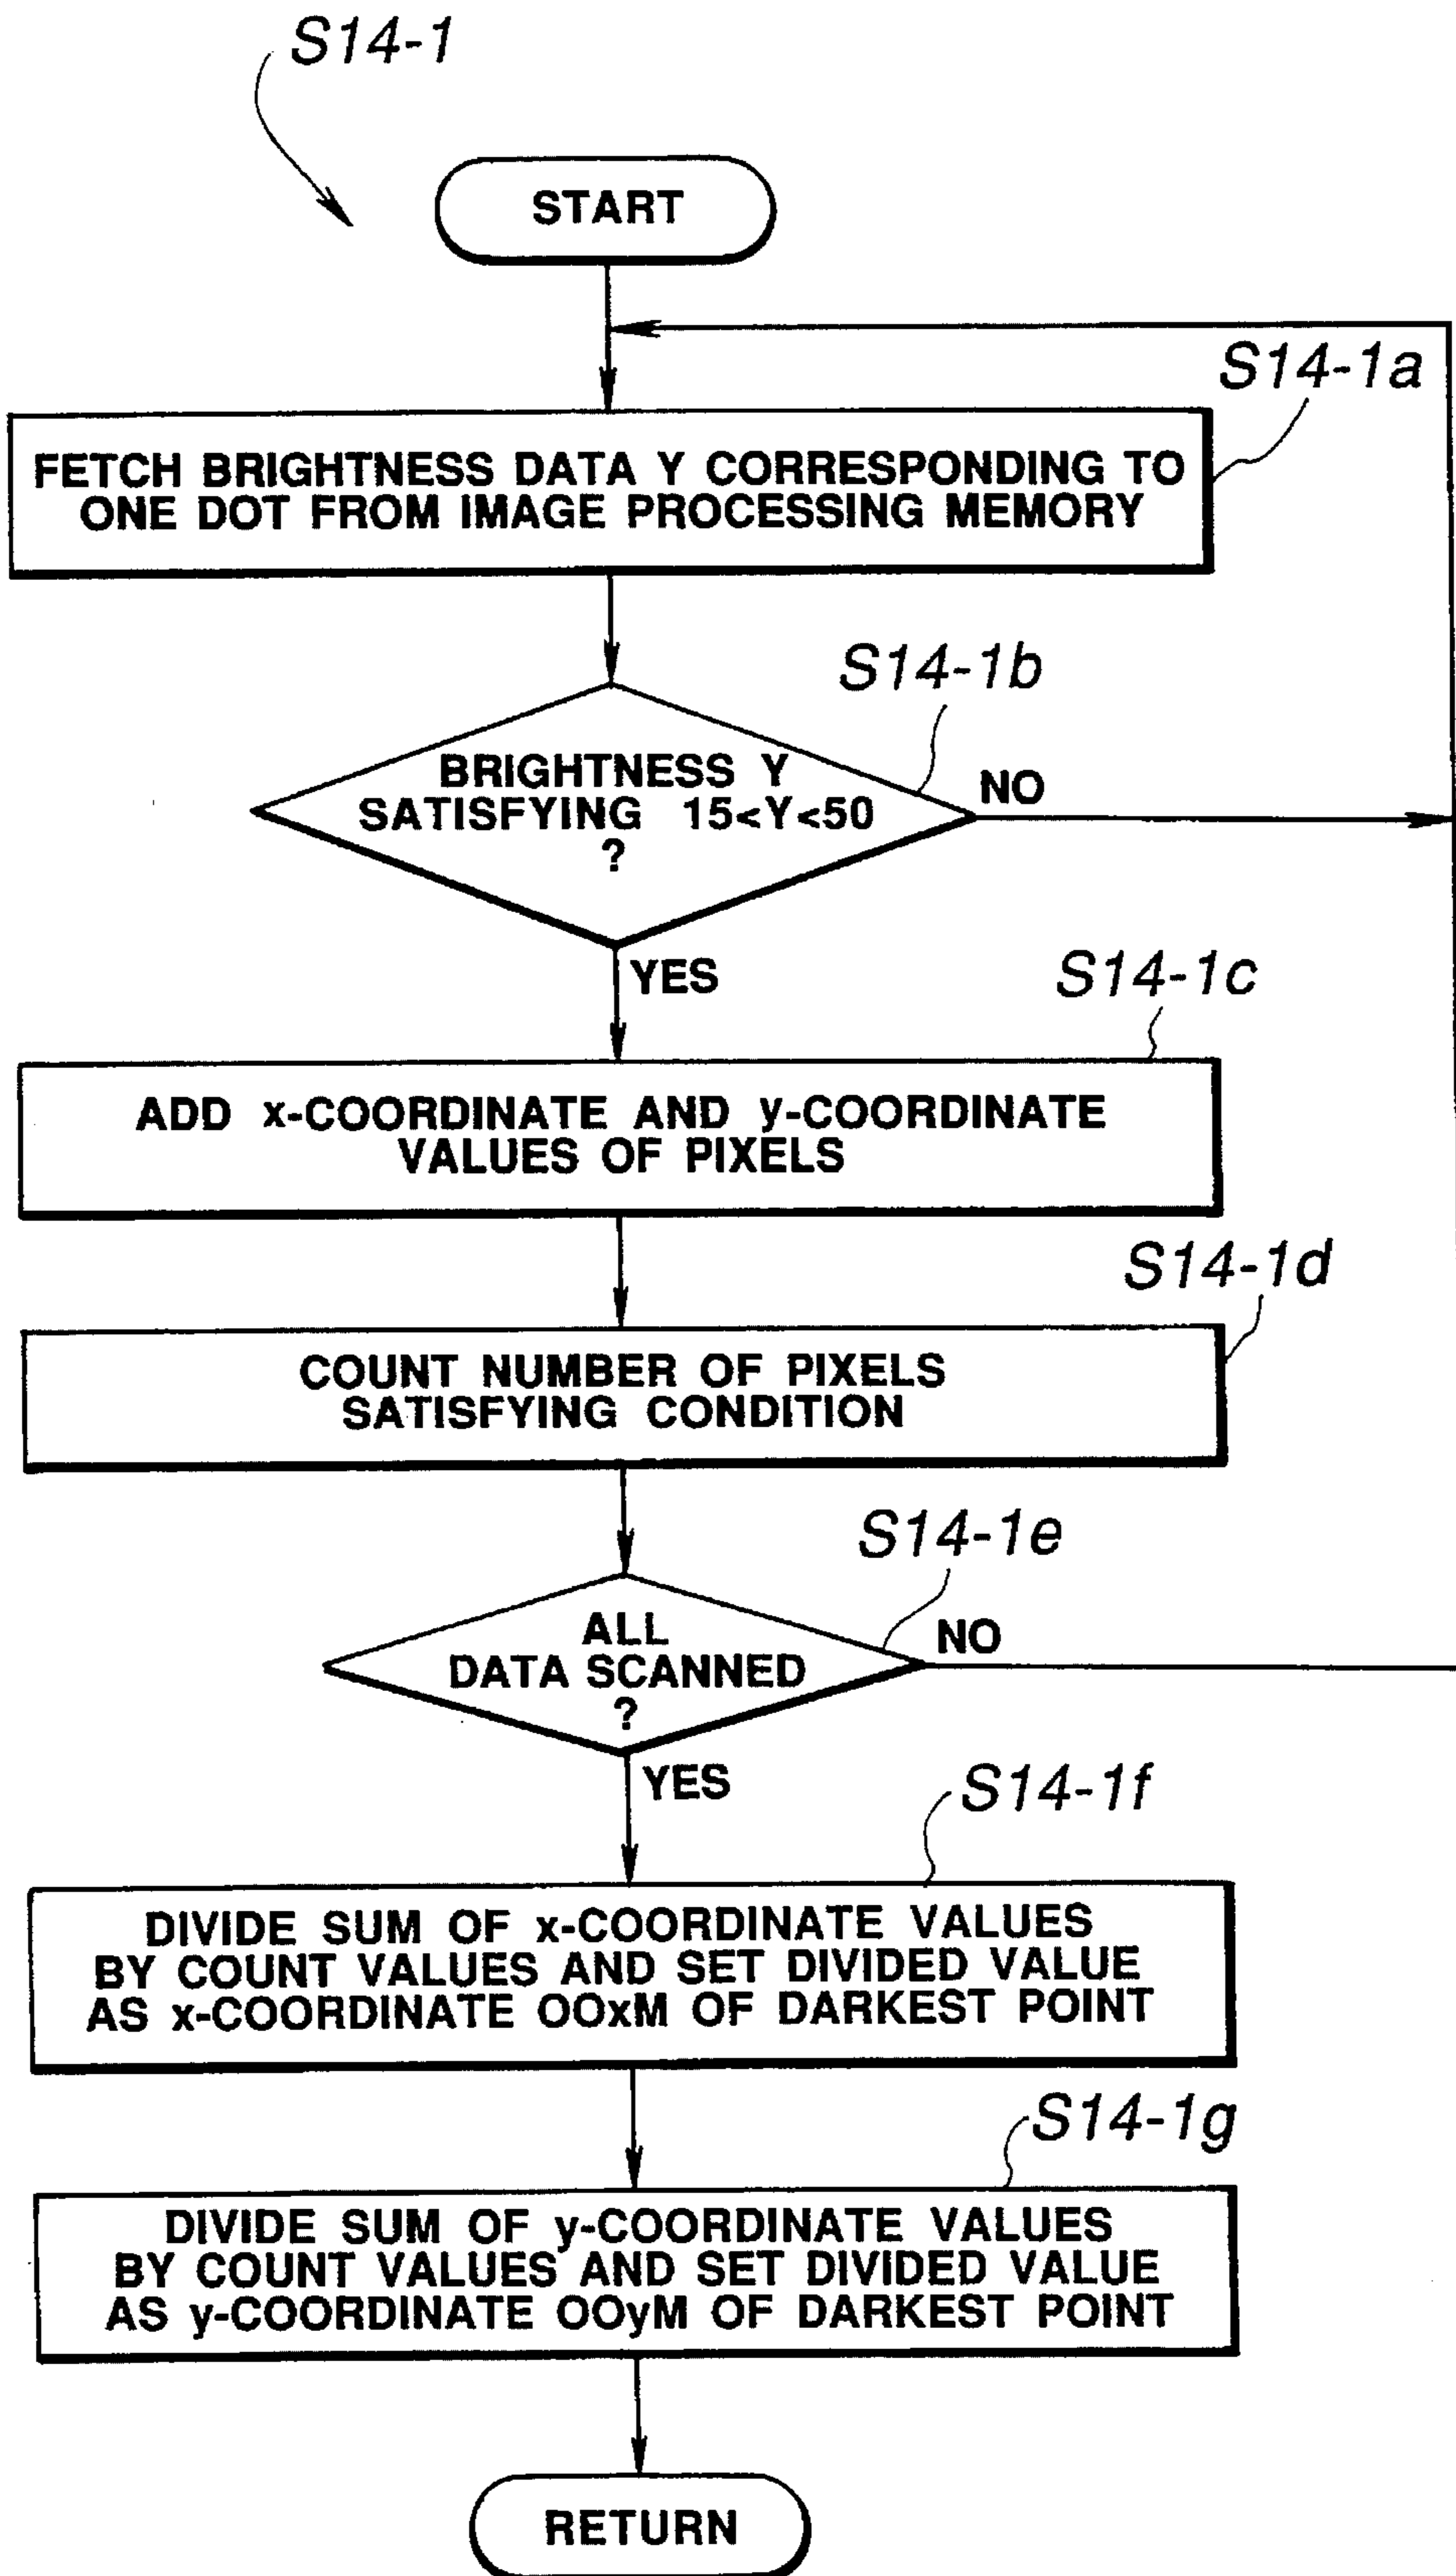 S14-1
START
S14-1a
FETCH BRIGHTNESS DATA Y CORRESPONDING TO
ONE DOT FROM IMAGE PROCESSING MEMORY
S14-1b
BRIGHTNESS Y
SATISFYING 15<Y<50
?
NO
YES
S14-1c
ADD x-COORDINATE AND y-COORDINATE
VALUES OF PIXELS
S14-1d
COUNT NUMBER OF PIXELS
SATISFYING CONDITION
S14-1e
ALL
DATA SCANNED
?
NO
YES
S14-1f
DIVIDE SUM OF x-COORDINATE VALUES
BY COUNT VALUES AND SET DIVIDED VALUE
AS x-COORDINATE OOxM OF DARKEST POINT
S14-1g
DIVIDE SUM OF y-COORDINATE VALUES
BY COUNT VALUES AND SET DIVIDED VALUE
AS y-COORDINATE OOyM OF DARKEST POINT
RETURN